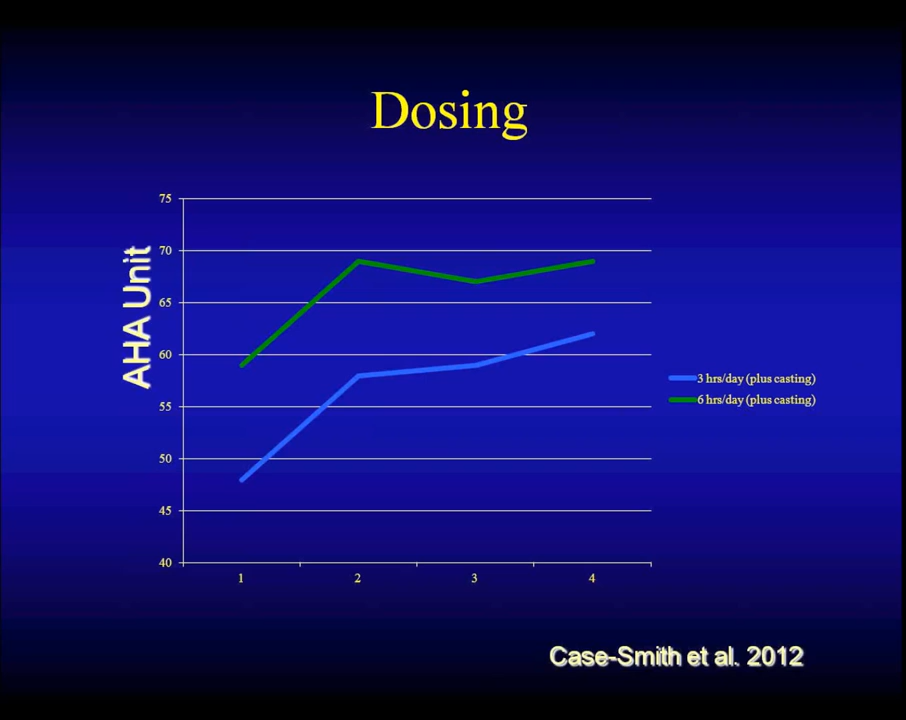 Dosing
AHA Unit
75
70
65
60
55
50
45
40
1 2 3 4
3 hrs/day (plus casting)
6 hrs/day (plus casting)
Case-Smith et al. 2012